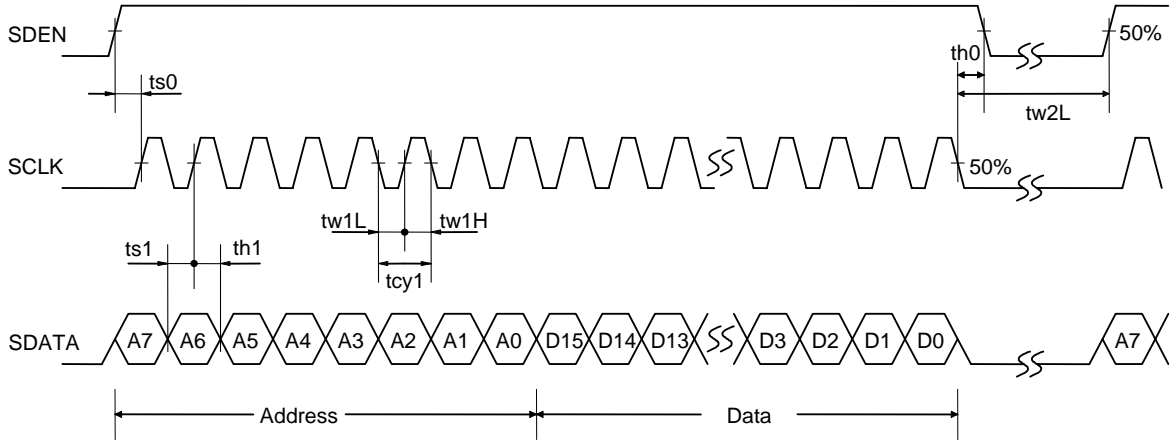 SDEN
50%
th0
ts0
tw2L
SCLK
50%
tw1L
tw1H
ts1
th1
tcy1
SDATA
A7 A6 A5 A4 A3 A2 A1 A0 D15 D14 D13 D3 D2 D1 D0 A7
Address Data